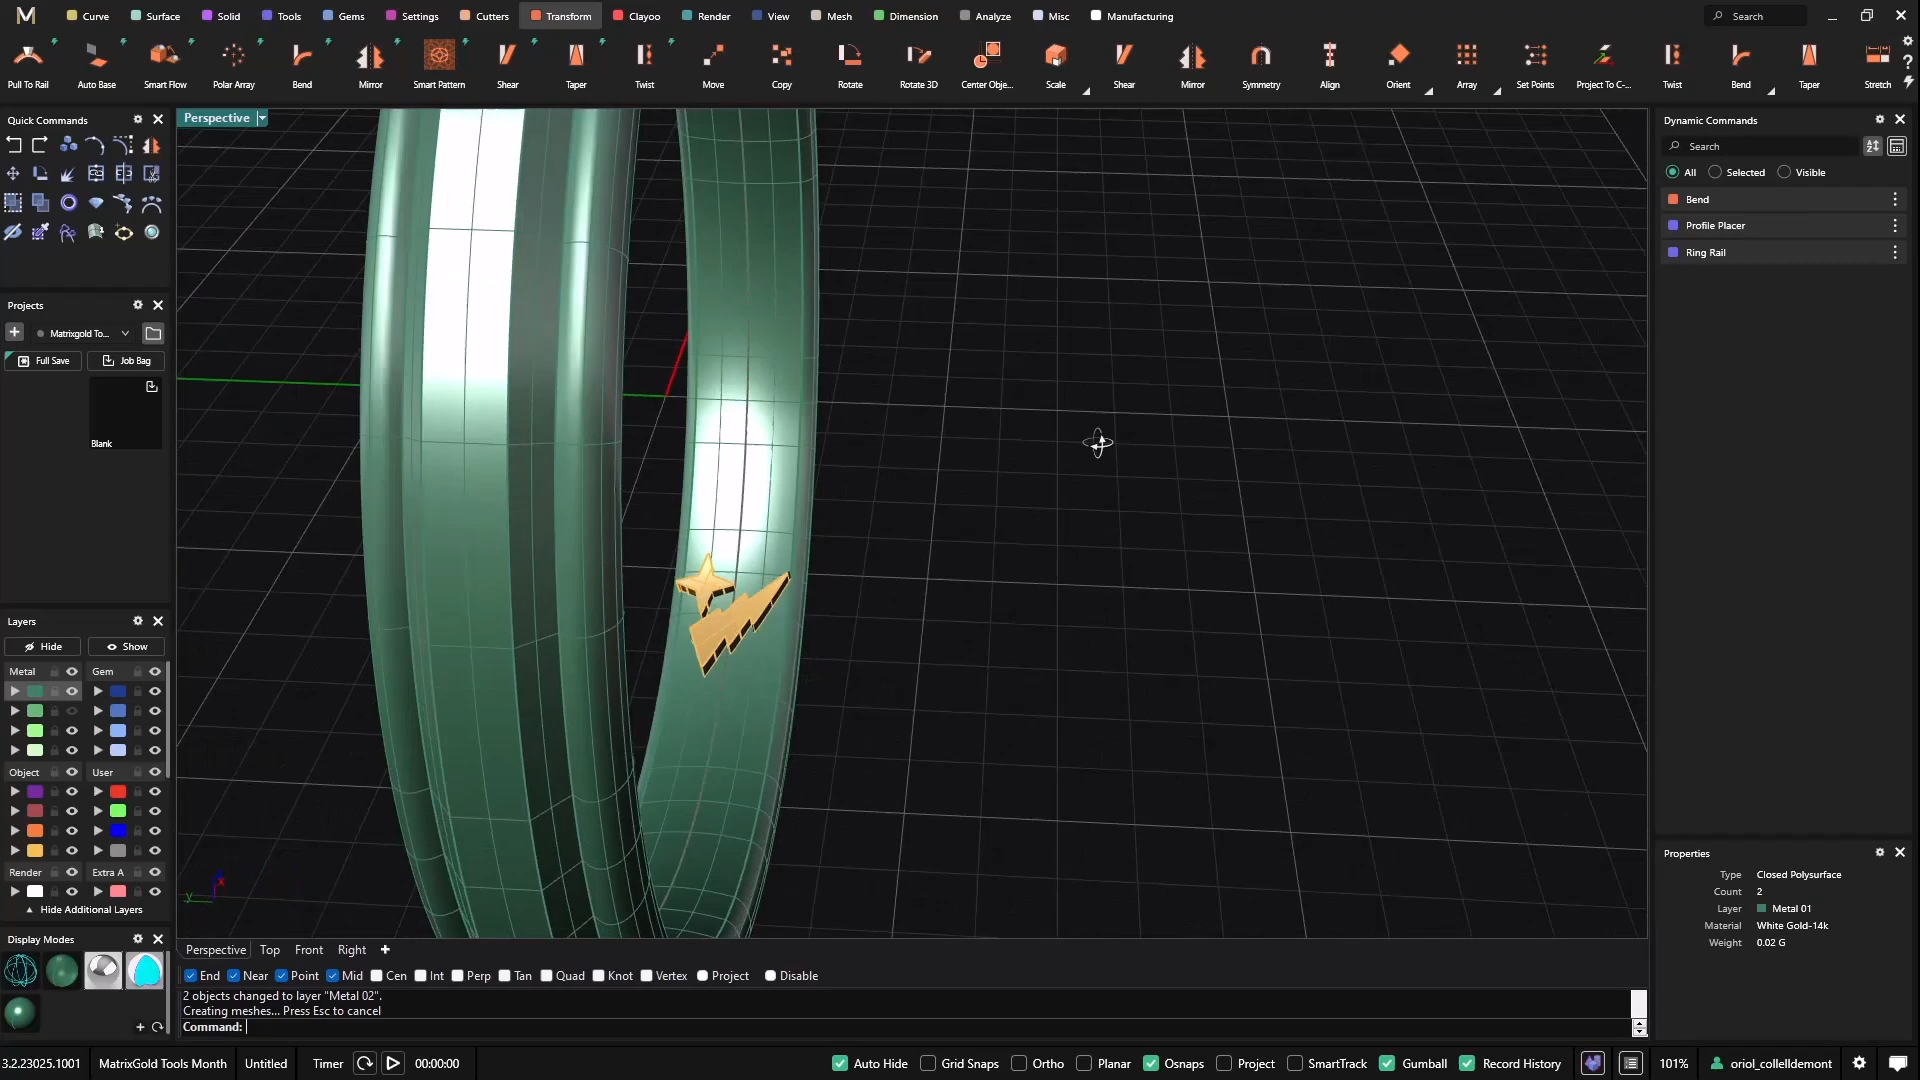 Curve Surface Solid Tools Gems Settings Cutters Transform Clayoo Render View Mesh Dimension Analyze Misc Manufacturing Search
Pull To Rail Auto Base Smart Flow Polar Array Bend Mirror Smart Pattern Shear Taper Twist Move Copy Rotate Rotate 3D Center Obje... Scale Shear Mirror Symmetry Align Orient Array Set Points Project To C-... Twist Bend Taper Stretch
Quick Commands
Perspective
Dynamic Commands
Search
All Selected Visible
Bend
Profile Placer
Ring Rail
Projects
Matrixgold To...
Full Save Job Bag
Blank
Layers
Hide Show
Metal Gem
Object User
Render Extra A
Hide Additional Layers
Display Modes
y x
Properties
Type Closed Polysurface
Count 2
Layer Metal 01
Material White Gold-14k
Weight 0.02 G
Perspective Top Front Right
End Near Point Mid Cen Int Perp Tan Quad Knot Vertex Project Disable
2 objects changed to layer "Metal 02".
Creating meshes... Press Esc to cancel
Command:
3.2.23025.1001 MatrixGold Tools Month Untitled Timer 00:00:00 Auto Hide Grid Snaps Ortho Planar Osnaps Project SmartTrack Gumball Record History 101% oriol_collelldemont